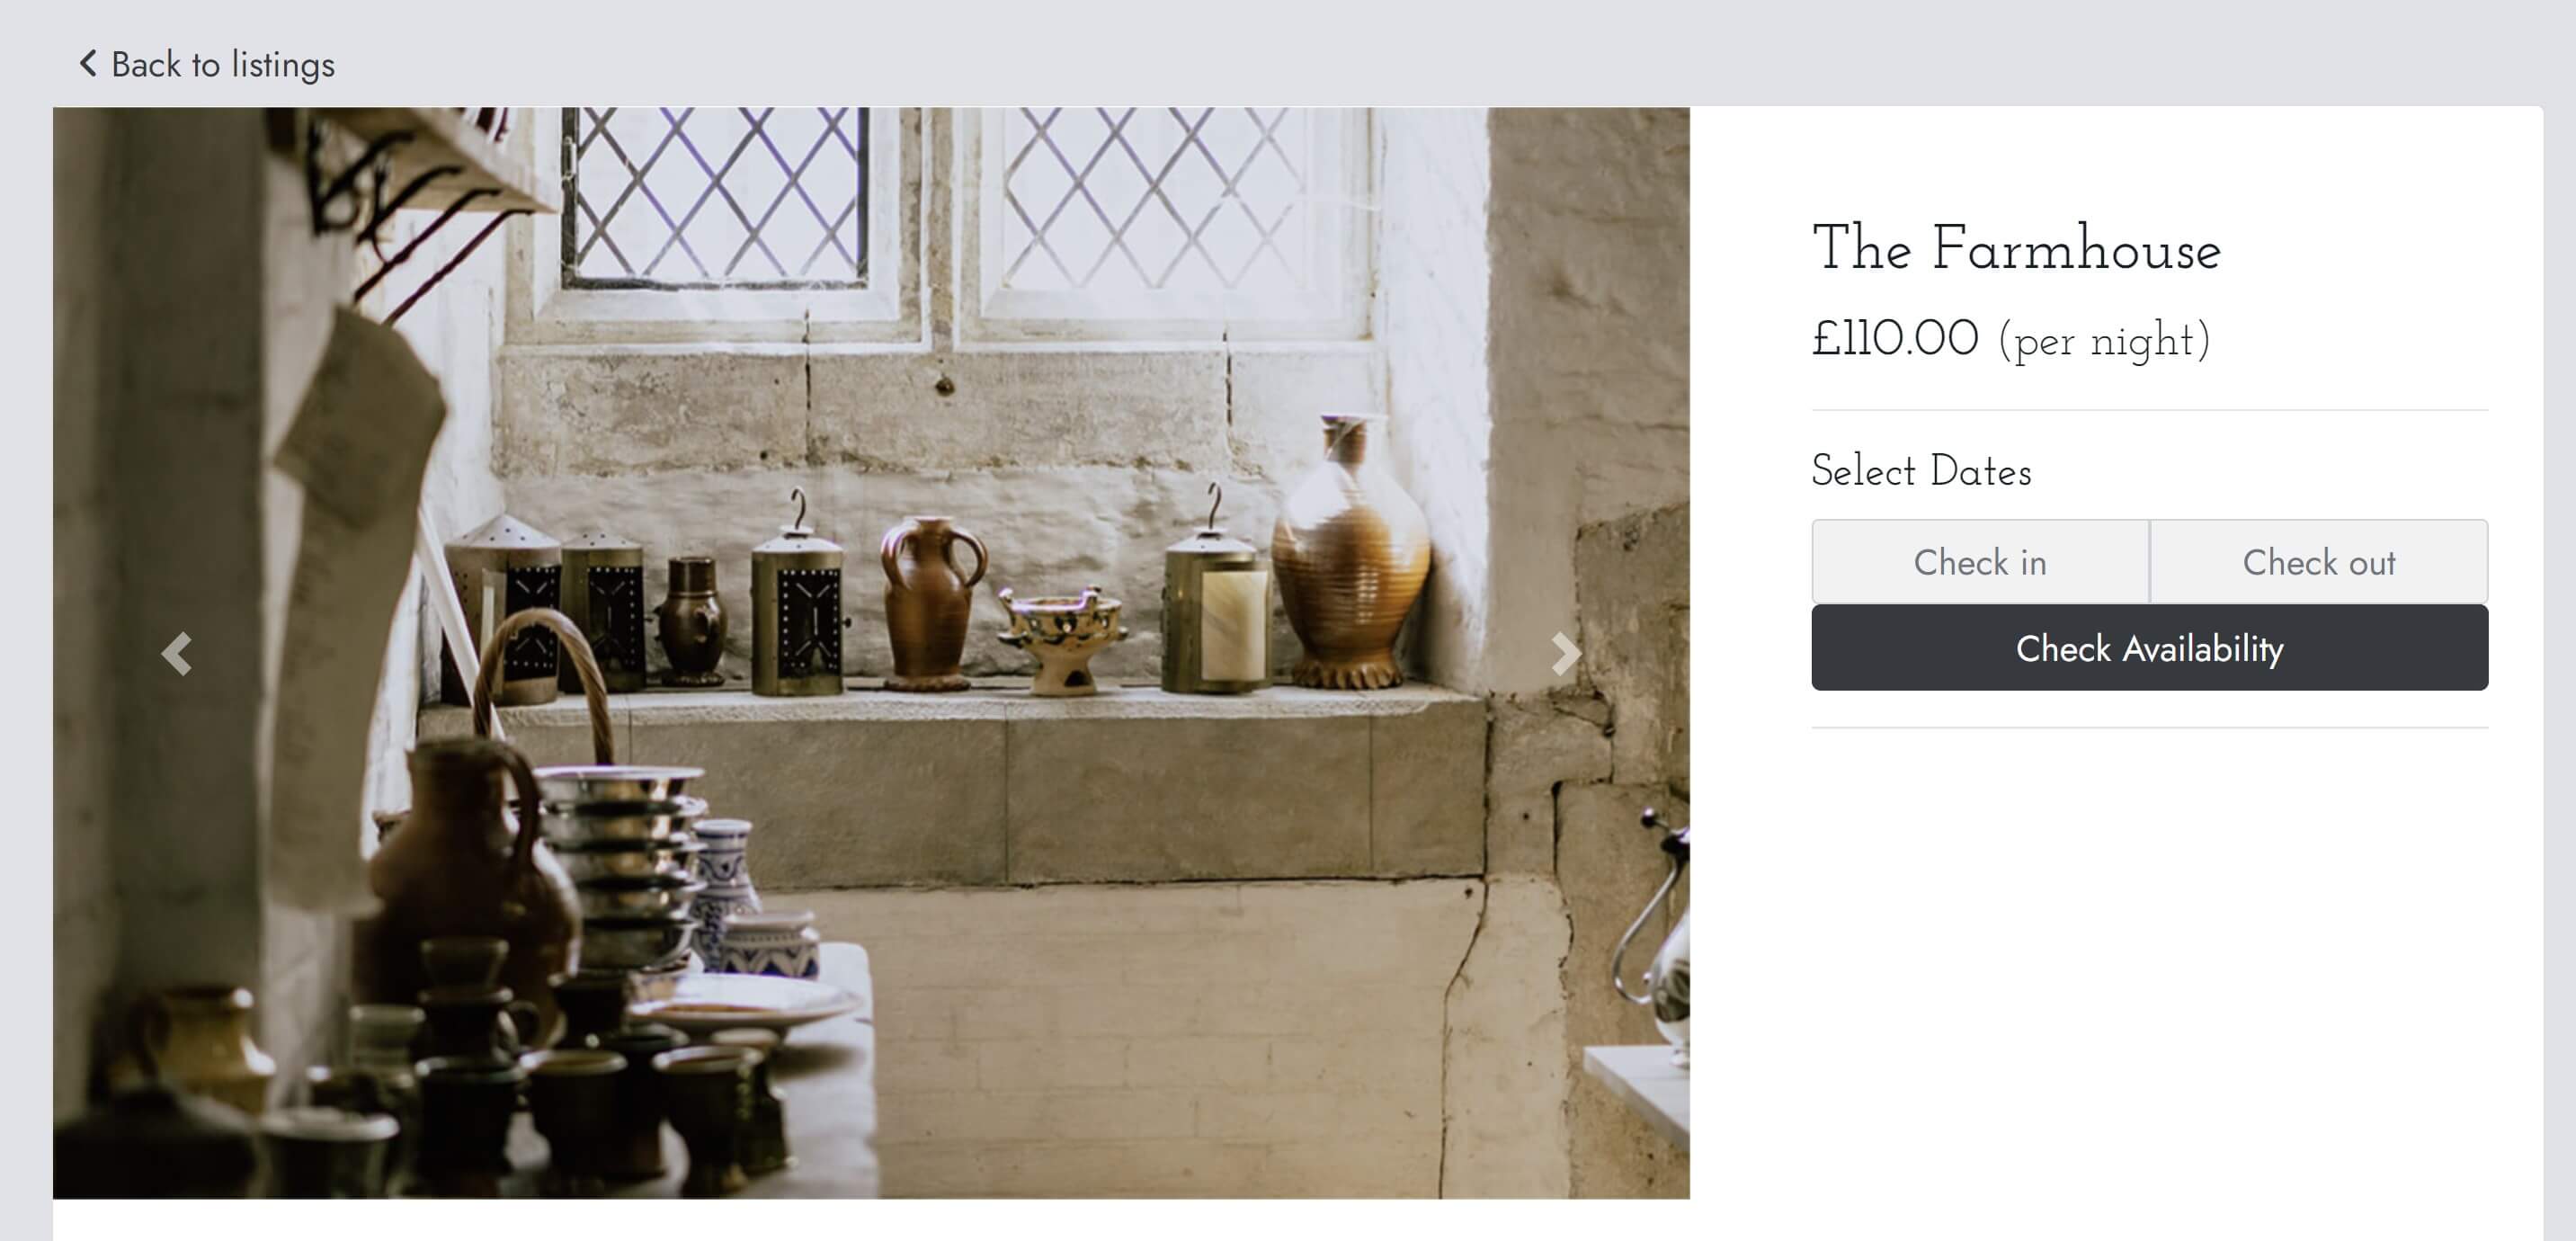 Back to listings
The Farmhouse
£110.00 (per night)
Select Dates
Check in
Check out
Check Availability